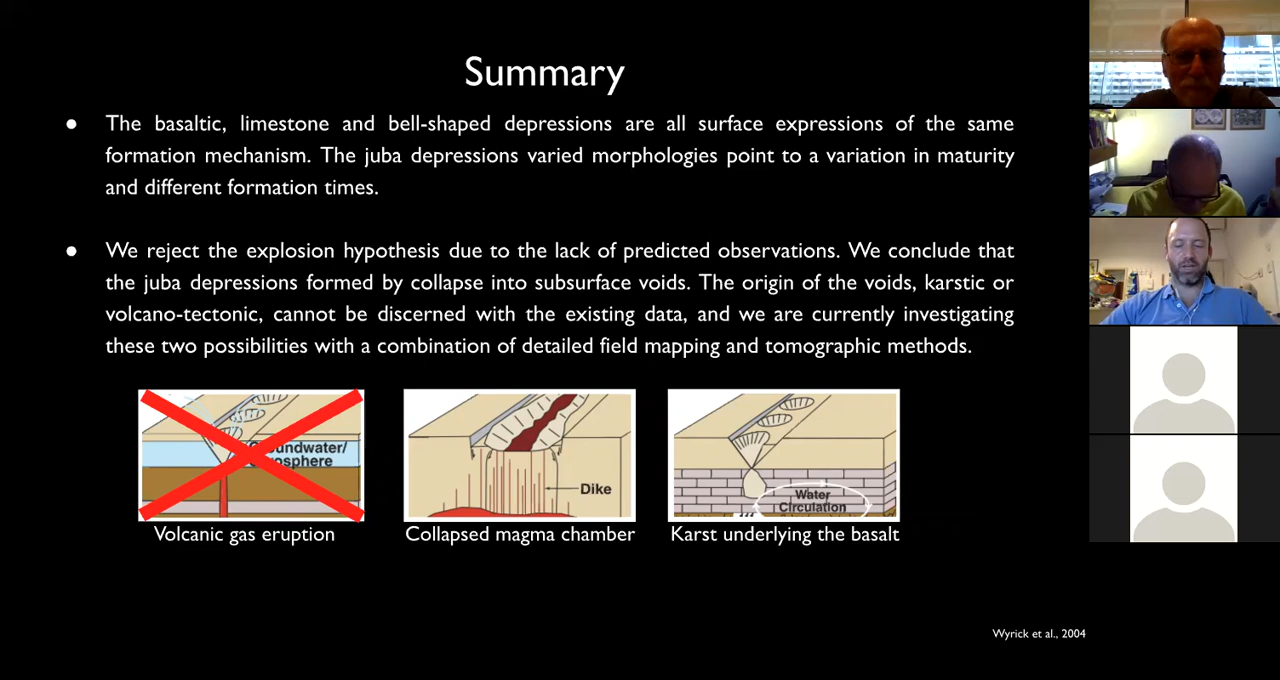 Summary
● The basaltic, limestone and bell-shaped depressions are all surface expressions of the same
formation mechanism. The juba depressions varied morphologies point to a variation in maturity
and different formation times.
● We reject the explosion hypothesis due to the lack of predicted observations. We conclude that
the juba depressions formed by collapse into subsurface voids. The origin of the voids, karstic or
volcano-tectonic, cannot be discerned with the existing data, and we are currently investigating
these two possibilities with a combination of detailed field mapping and tomographic methods.
Dike
Water
Circulation
Volcanic gas eruption
Collapsed magma chamber
Karst underlying the basalt
Wyrick et al., 2004